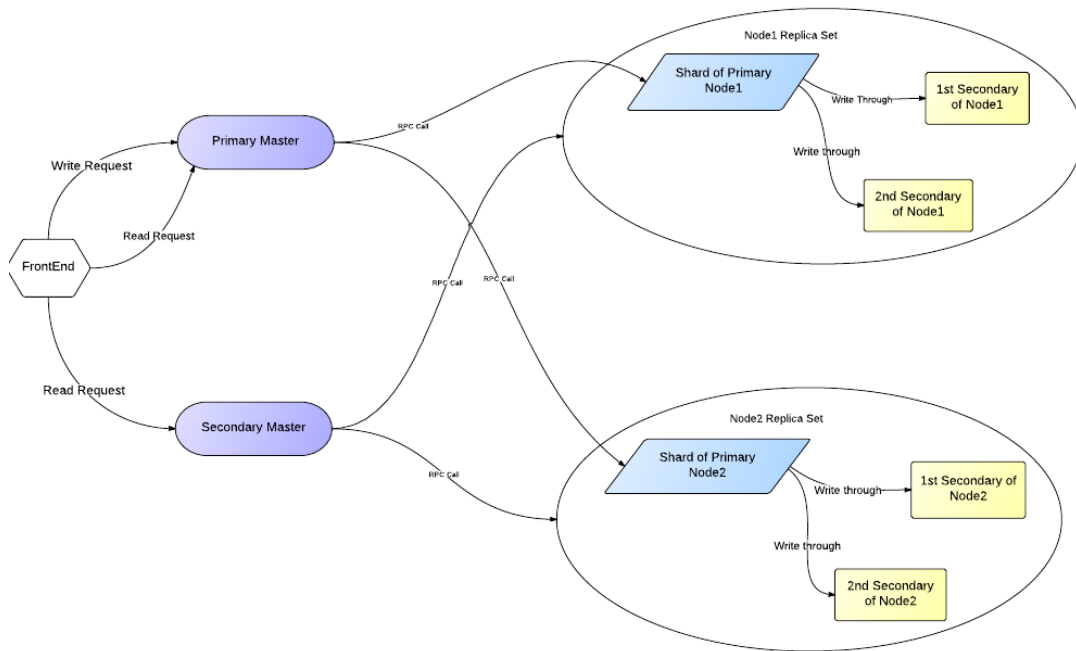 Node1 Replica Set
Shard of Primary
Node1
1st Secondary
of Node1
Write Through
Write through
2nd Secondary
of Node1
RPC Call
Primary Master
Write Request
Read Request
FrontEnd
RPC Call
RPC Call
Read Request
Secondary Master
RPC Call
Node2 Replica Set
Shard of Primary
Node2
1st Secondary of
Node2
Write through
Write through
2nd Secondary
of Node2